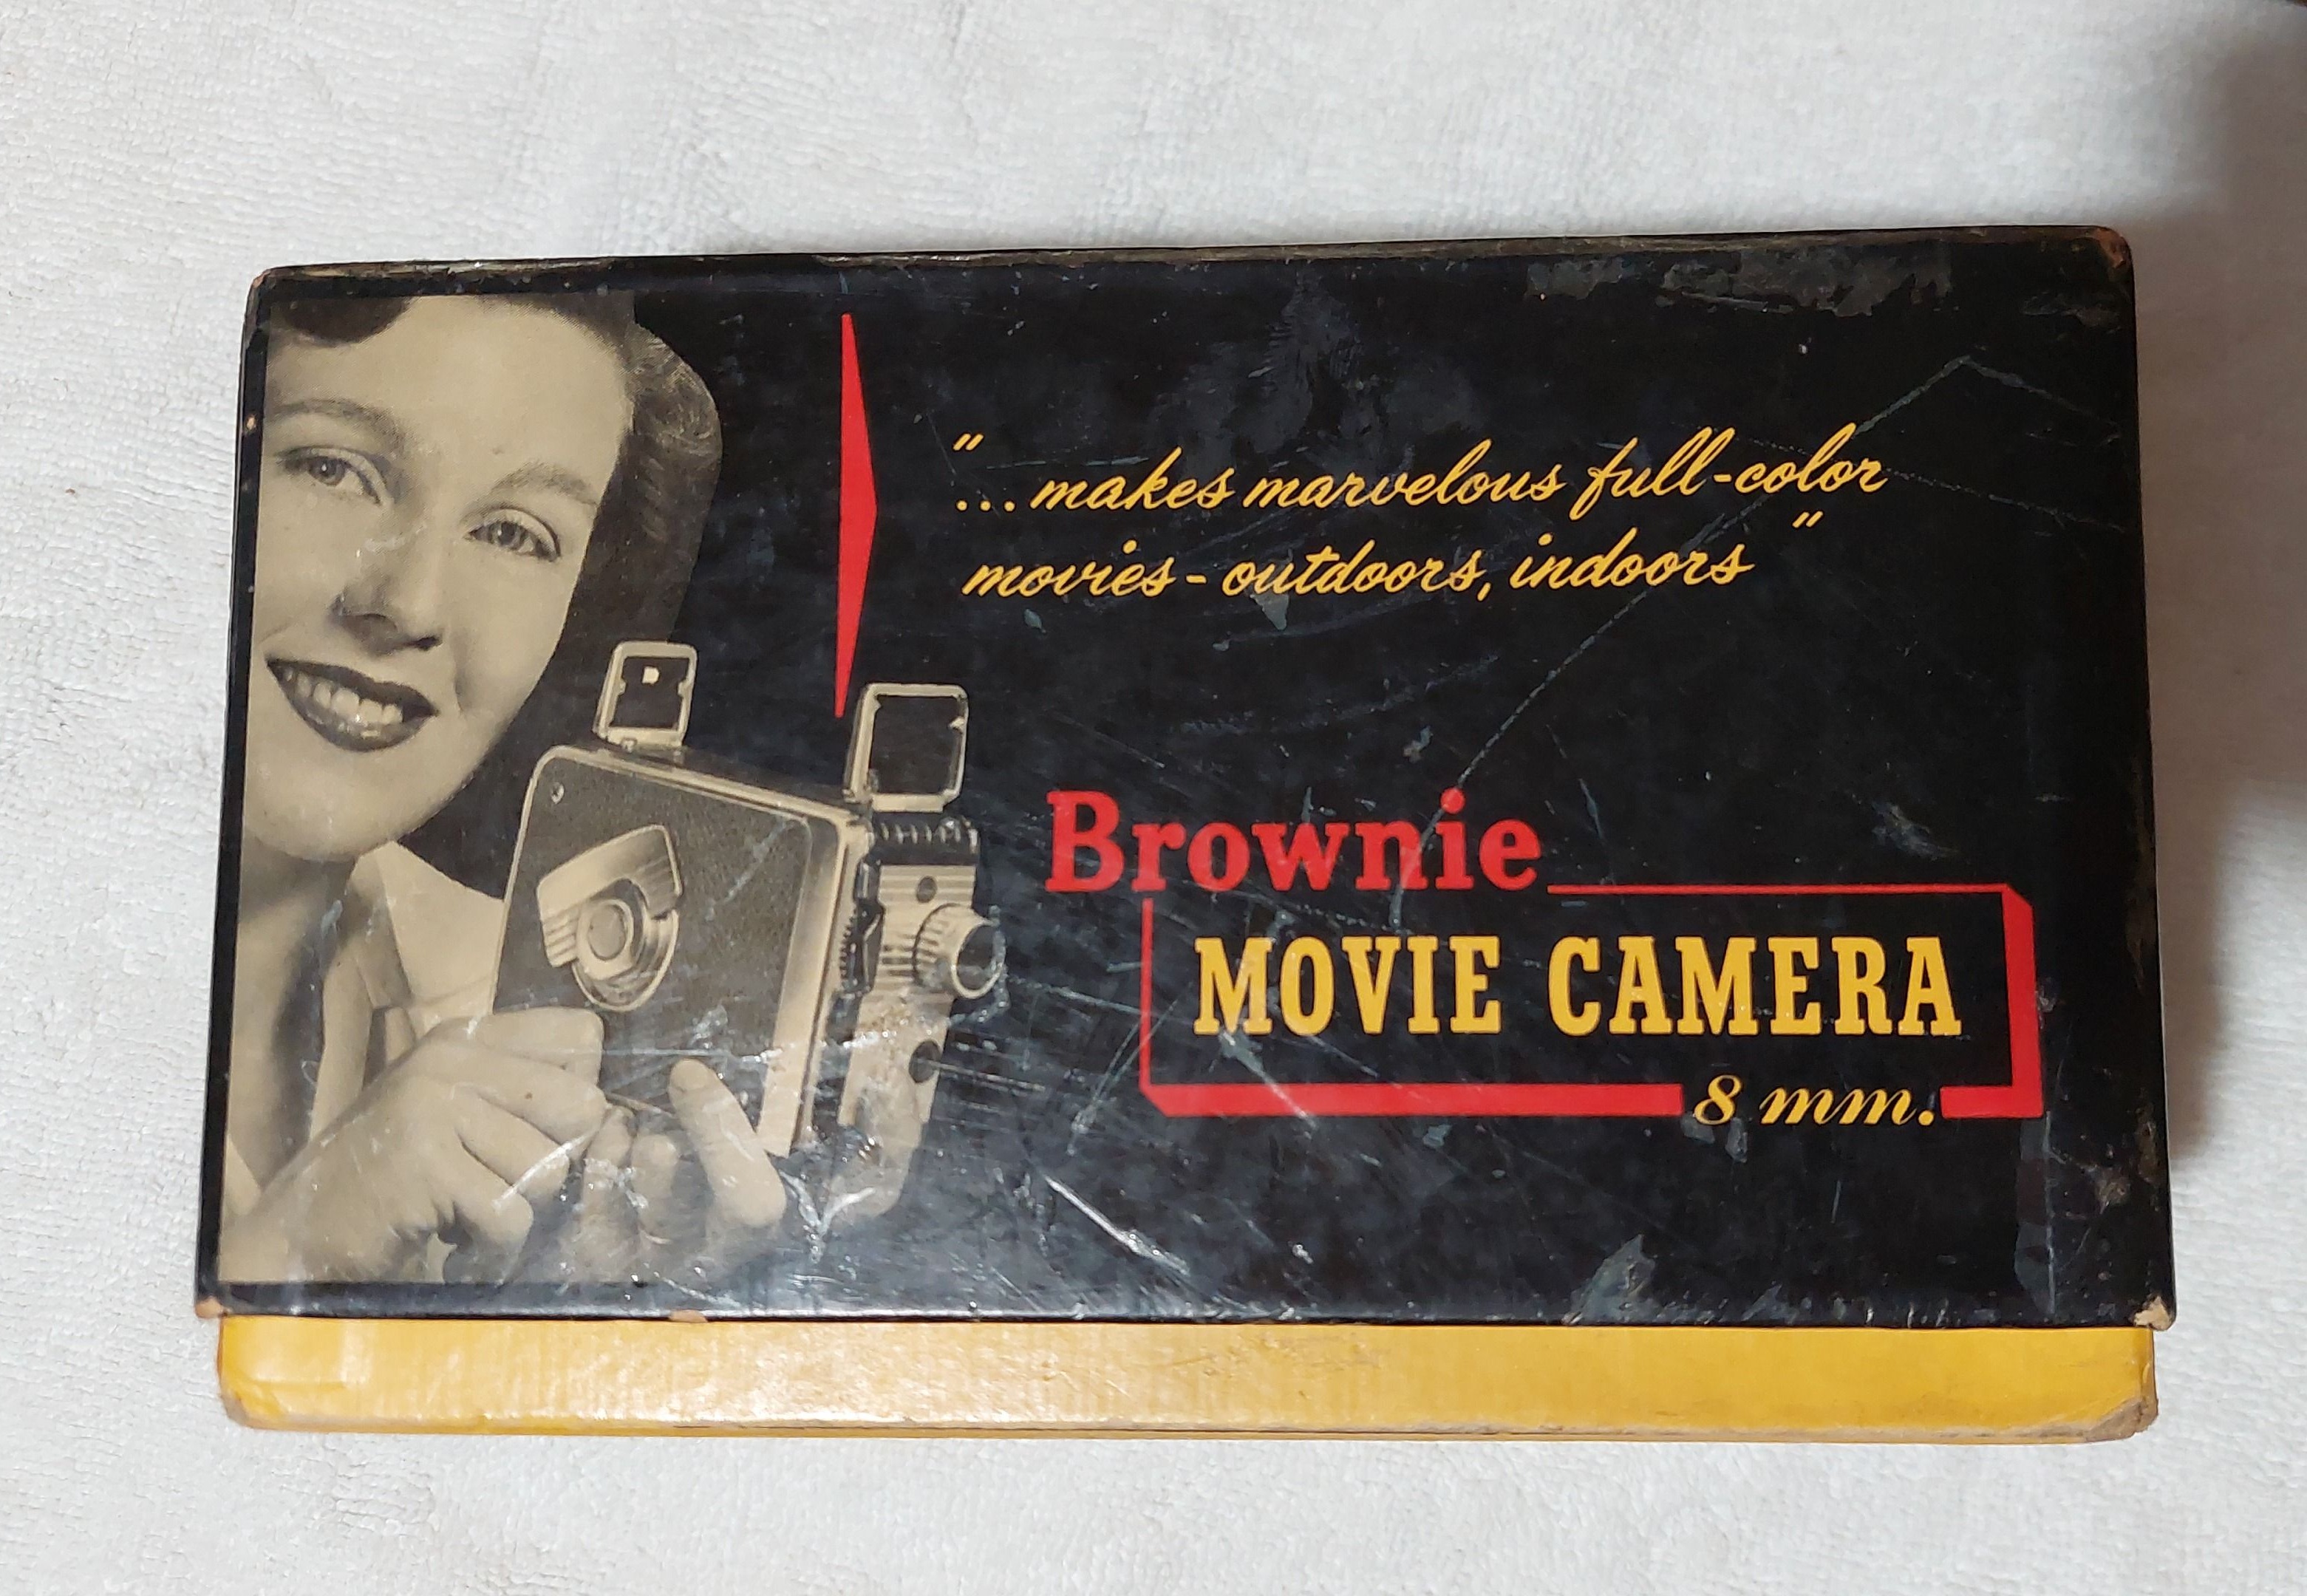 "...makes marvelous full-color
movies - outdoors, indoors"
Brownie
MOVIE CAMERA
8 mm.